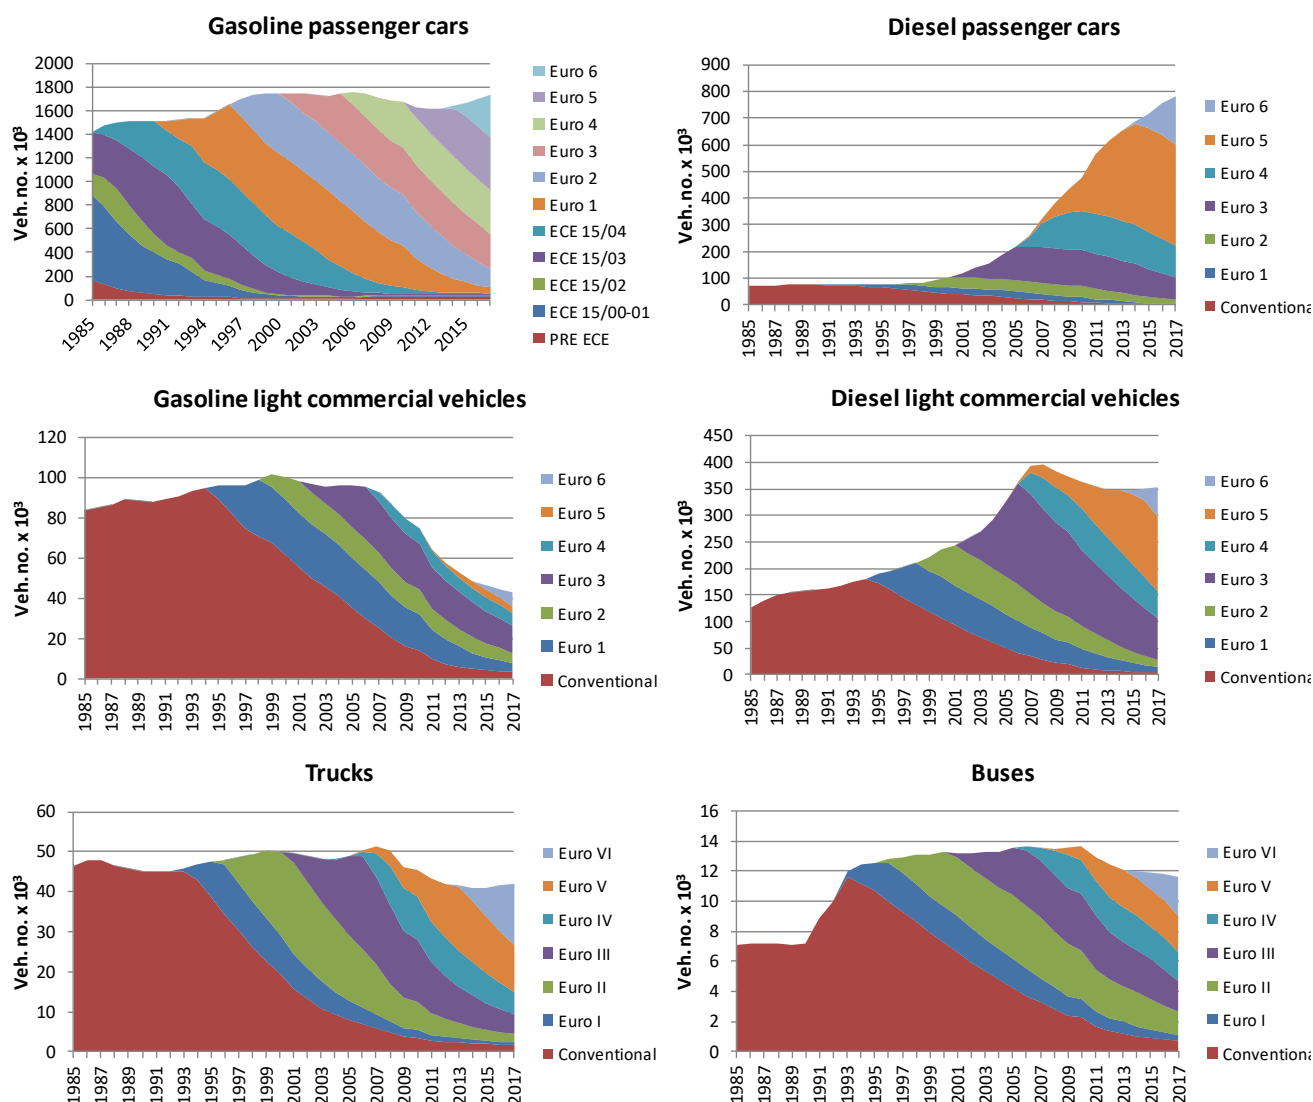 Gasoline passenger cars
Veh. no. x 10³
2000
1800
1600
1400
1200
1000
800
600
400
200
0
1985
1988
1991
1994
1997
2000
2003
2006
2009
2012
2015
Euro 6
Euro 5
Euro 4
Euro 3
Euro 2
Euro 1
ECE 15/04
ECE 15/03
ECE 15/02
ECE 15/00-01
PRE ECE
Diesel passenger cars
Veh. no. x 10³
900
800
700
600
500
400
300
200
100
0
1985
1987
1989
1991
1993
1995
1997
1999
2001
2003
2005
2007
2009
2011
2013
2015
2017
Euro 6
Euro 5
Euro 4
Euro 3
Euro 2
Euro 1
Conventional
Gasoline light commercial vehicles
Veh. no. x 10³
120
100
80
60
40
20
0
1985
1987
1989
1991
1993
1995
1997
1999
2001
2003
2005
2007
2009
2011
2013
2015
2017
Euro 6
Euro 5
Euro 4
Euro 3
Euro 2
Euro 1
Conventional
Diesel light commercial vehicles
Veh. no. x 10³
450
400
350
300
250
200
150
100
50
0
1985
1987
1989
1991
1993
1995
1997
1999
2001
2003
2005
2007
2009
2011
2013
2015
2017
Euro 6
Euro 5
Euro 4
Euro 3
Euro 2
Euro 1
Conventional
Trucks
Veh. no. x 10³
60
50
40
30
20
10
0
1985
1987
1989
1991
1993
1995
1997
1999
2001
2003
2005
2007
2009
2011
2013
2015
2017
Euro VI
Euro V
Euro IV
Euro III
Euro II
Euro I
Conventional
Buses
Veh. no. x 10³
16
14
12
10
8
6
4
2
0
1985
1987
1989
1991
1993
1995
1997
1999
2001
2003
2005
2007
2009
2011
2013
2015
2017
Euro VI
Euro V
Euro IV
Euro III
Euro II
Euro I
Conventional